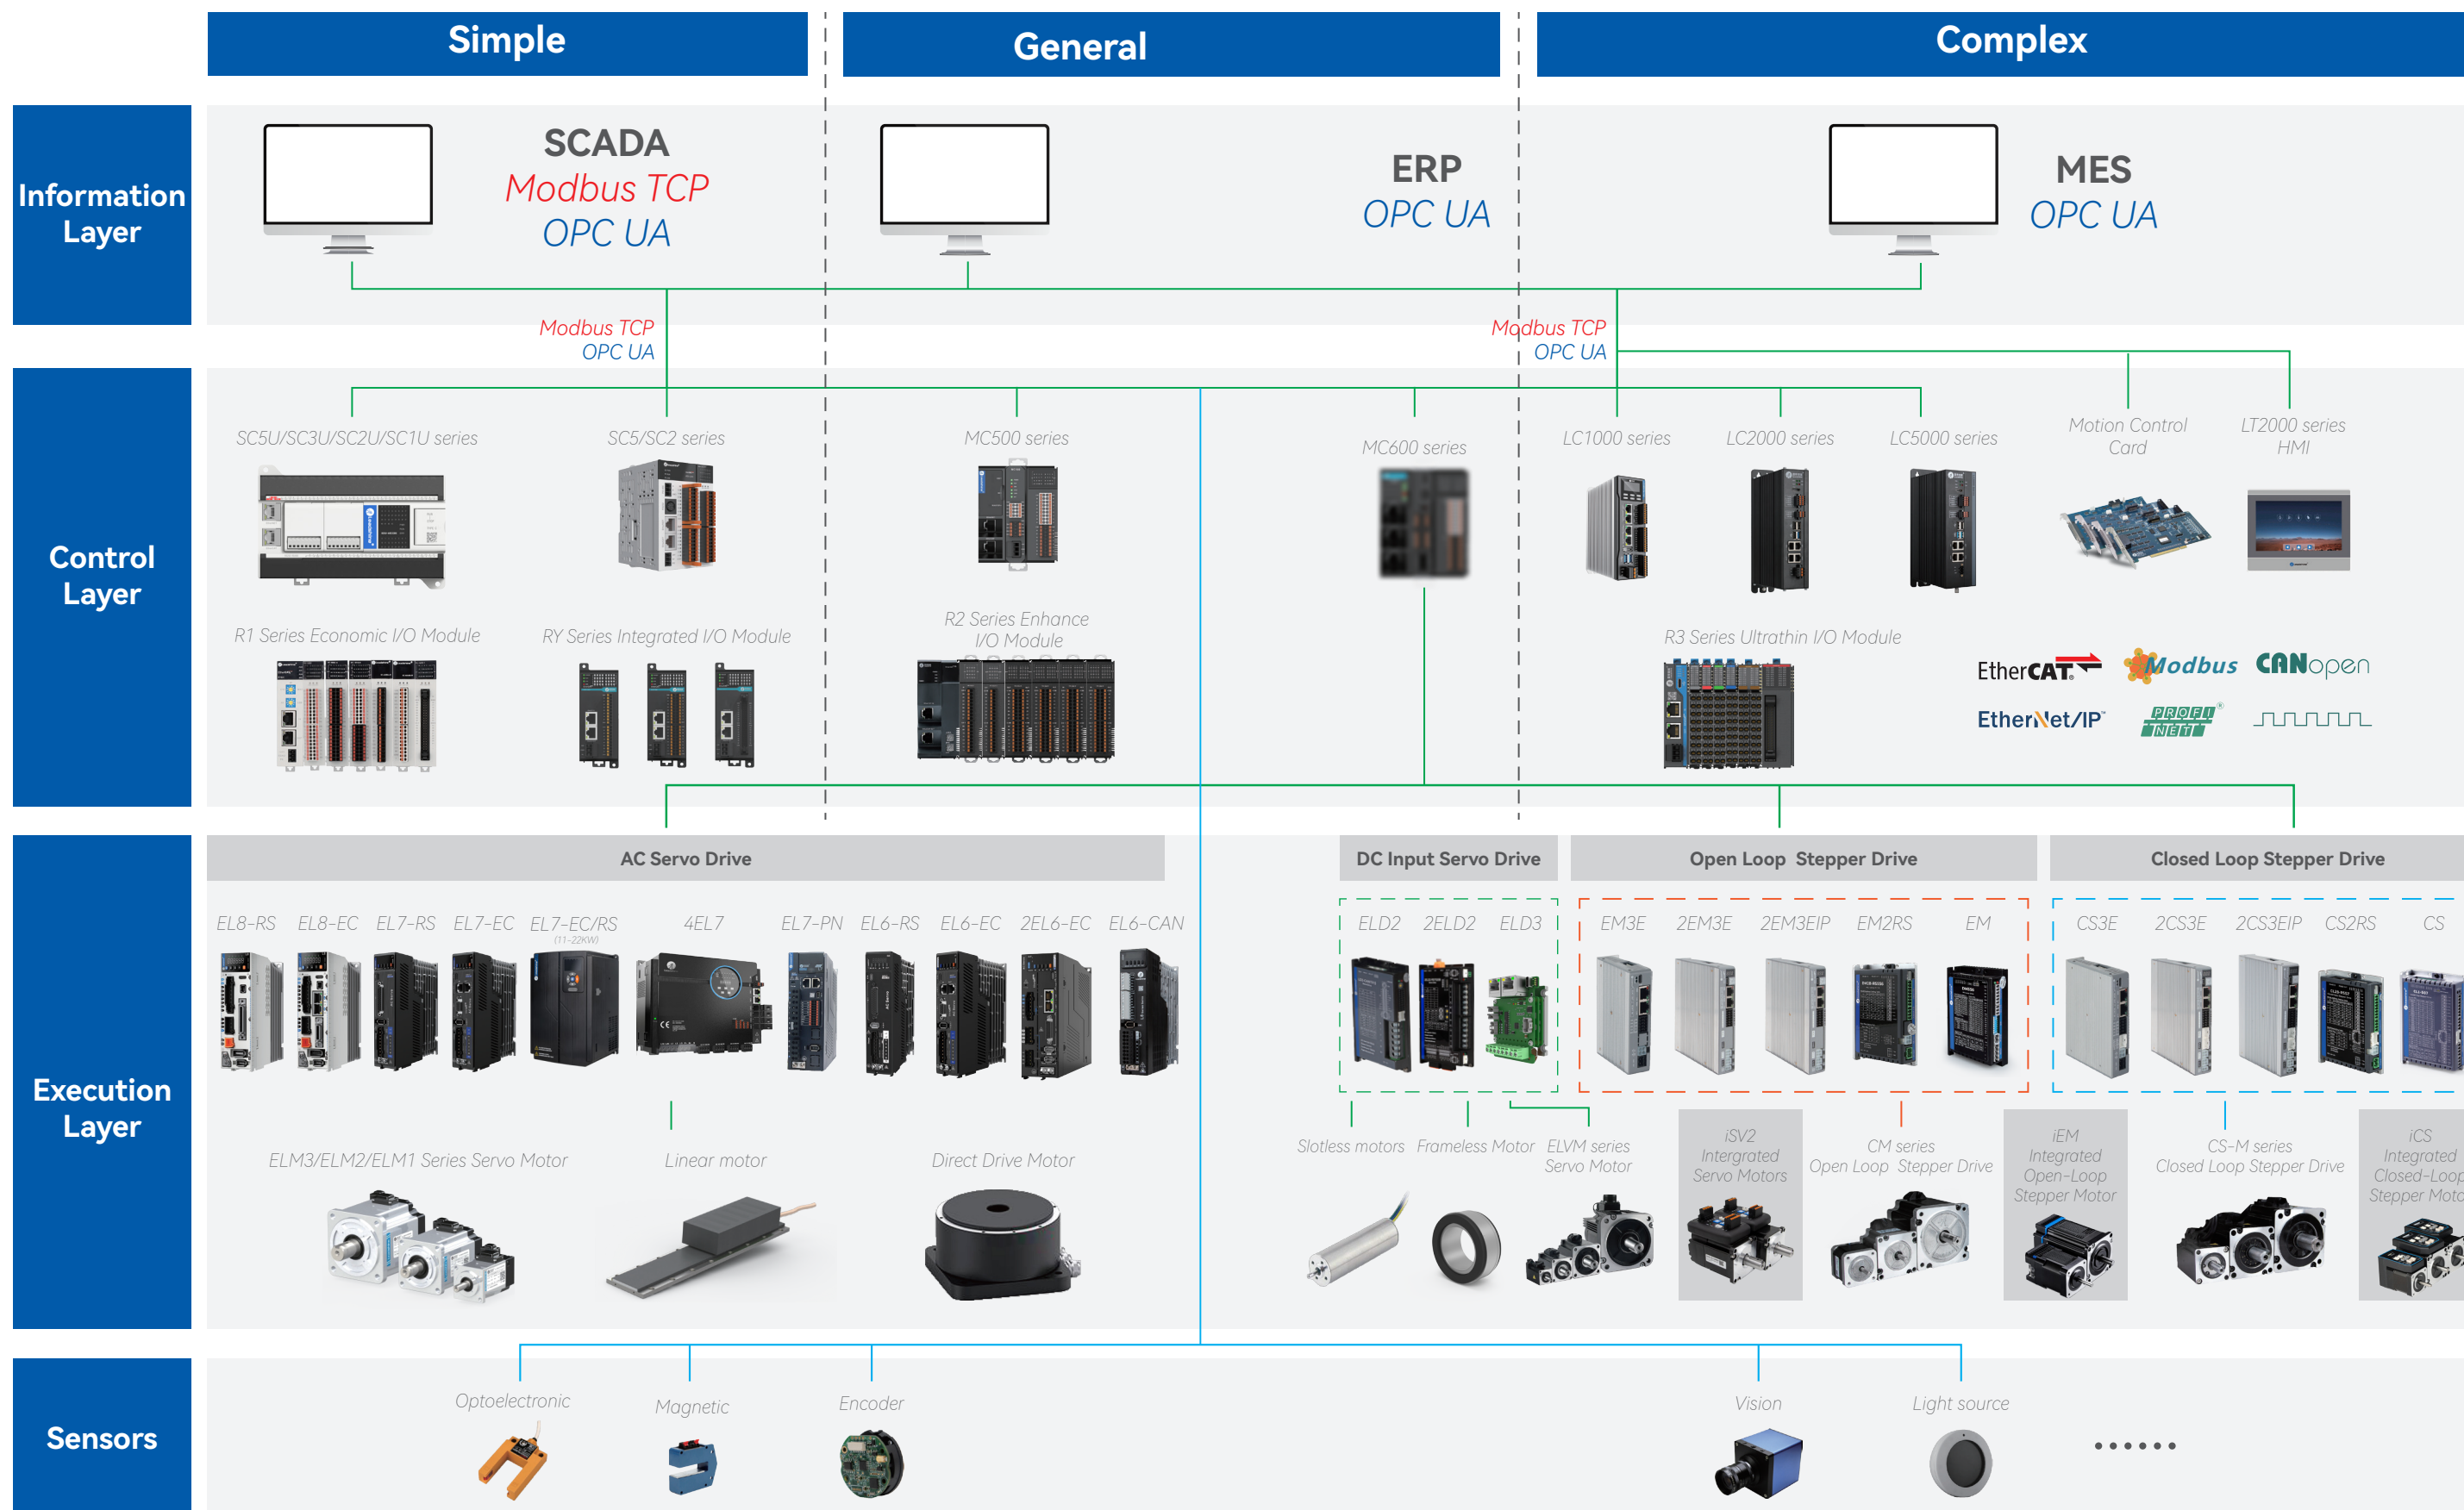 Simple
General
Complex
Information
Layer
SCADA
Modbus TCP
OPC UA
ERP
OPC UA
MES
OPC UA
Modbus TCP
OPC UA
Modbus TCP
OPC UA
Control
Layer
SC5U/SC3U/SC2U/SC1U series
SC5/SC2 series
MC500 series
MC600 series
LC1000 series
LC2000 series
LC5000 series
Motion Control
Card
LT2000 series
HMI
R1 Series Economic I/O Module
RY Series Integrated I/O Module
R2 Series Enhance
I/O Module
R3 Series Ultrathin I/O Module
EtherCAT®
Modbus
CANopen
EtherNet/IP™
PROFI
NET®
Execution
Layer
AC Servo Drive
DC Input Servo Drive
Open Loop Stepper Drive
Closed Loop Stepper Drive
EL8-RS
EL8-EC
EL7-RS
EL7-EC
EL7-EC/RS
(11-22KW)
4EL7
EL7-PN
EL6-RS
EL6-EC
2EL6-EC
EL6-CAN
ELD2
2ELD2
ELD3
EM3E
2EM3E
2EM3EIP
EM2RS
EM
CS3E
2CS3E
2CS3EIP
CS2RS
CS
ELM3/ELM2/ELM1 Series Servo Motor
Linear motor
Direct Drive Motor
Slotless motors
Frameless Motor
ELVM series
Servo Motor
iSV2
Intergrated
Servo Motors
CM series
Open Loop Stepper Drive
iEM
Integrated
Open-Loop
Stepper Motor
CS-M series
Closed Loop Stepper Drive
iCS
Integrated
Closed-Loop
Stepper Moto
Sensors
Optoelectronic
Magnetic
Encoder
Vision
Light source
......